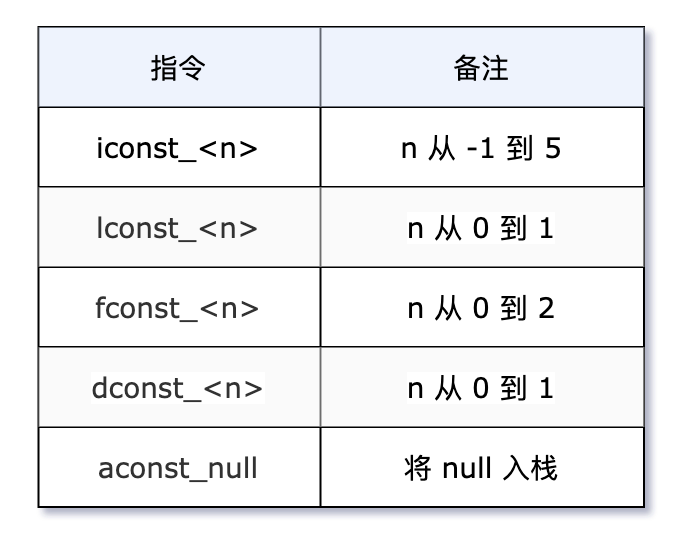 指令 备注
iconst_<n> n 从 -1 到 5
lconst_<n> n 从 0 到 1
fconst_<n> n 从 0 到 2
dconst_<n> n 从 0 到 1
aconst_null 将 null 入栈